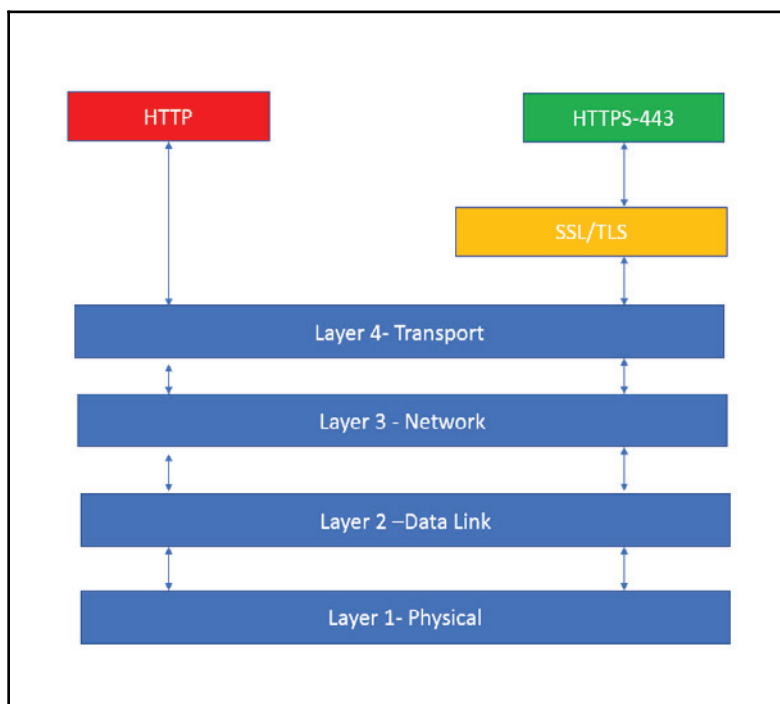 HTTP
HTTPS-443
SSL/TLS
Layer 4- Transport
Layer 3 - Network
Layer 2 –Data Link
Layer 1- Physical